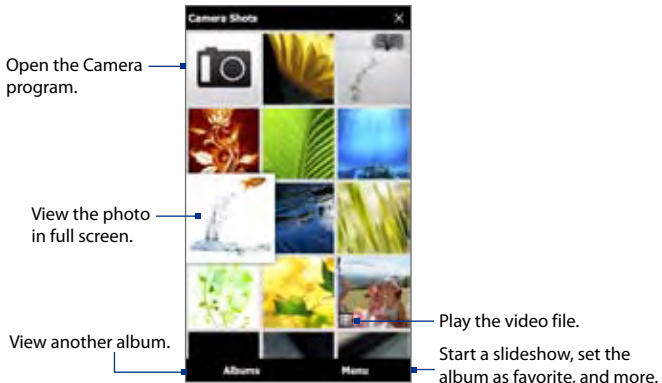 Camera Shots
Open the Camera
program.
View the photo
in full screen.
Play the video file.
View another album.
Start a slideshow, set the
album as favorite, and more.
Albums
Menu